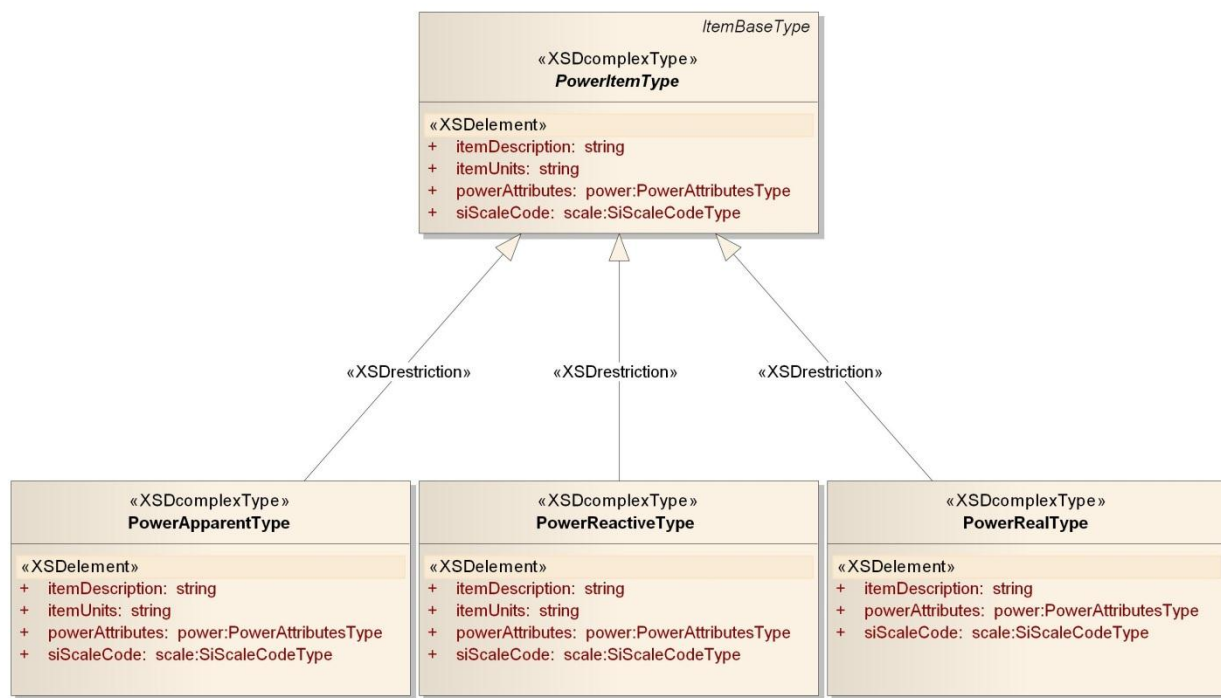 ItemBaseType
«XSDcomplexType»
PowerItemType
«XSDelement»
+ itemDescription: string
+ itemUnits: string
+ powerAttributes: power:PowerAttributesType
+ siScaleCode: scale:SiScaleCodeType
«XSDrestriction»
«XSDrestriction»
«XSDrestriction»
«XSDcomplexType»
PowerApparentType
«XSDelement»
+ itemDescription: string
+ itemUnits: string
+ powerAttributes: power:PowerAttributesType
+ siScaleCode: scale:SiScaleCodeType
«XSDcomplexType»
PowerReactiveType
«XSDelement»
+ itemDescription: string
+ itemUnits: string
+ powerAttributes: power:PowerAttributesType
+ siScaleCode: scale:SiScaleCodeType
«XSDcomplexType»
PowerRealType
«XSDelement»
+ itemDescription: string
+ powerAttributes: power:PowerAttributesType
+ siScaleCode: scale:SiScaleCodeType